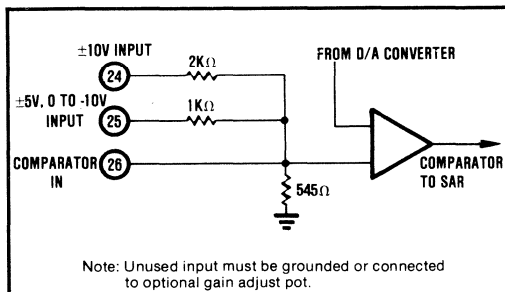 ±10V INPUT
24
2KΩ
FROM D/A CONVERTER
±5V, 0 TO -10V
INPUT
25
1KΩ
COMPARATOR
IN
26
COMPARATOR
TO SAR
545Ω
Note: Unused input must be grounded or connected
to optional gain adjust pot.